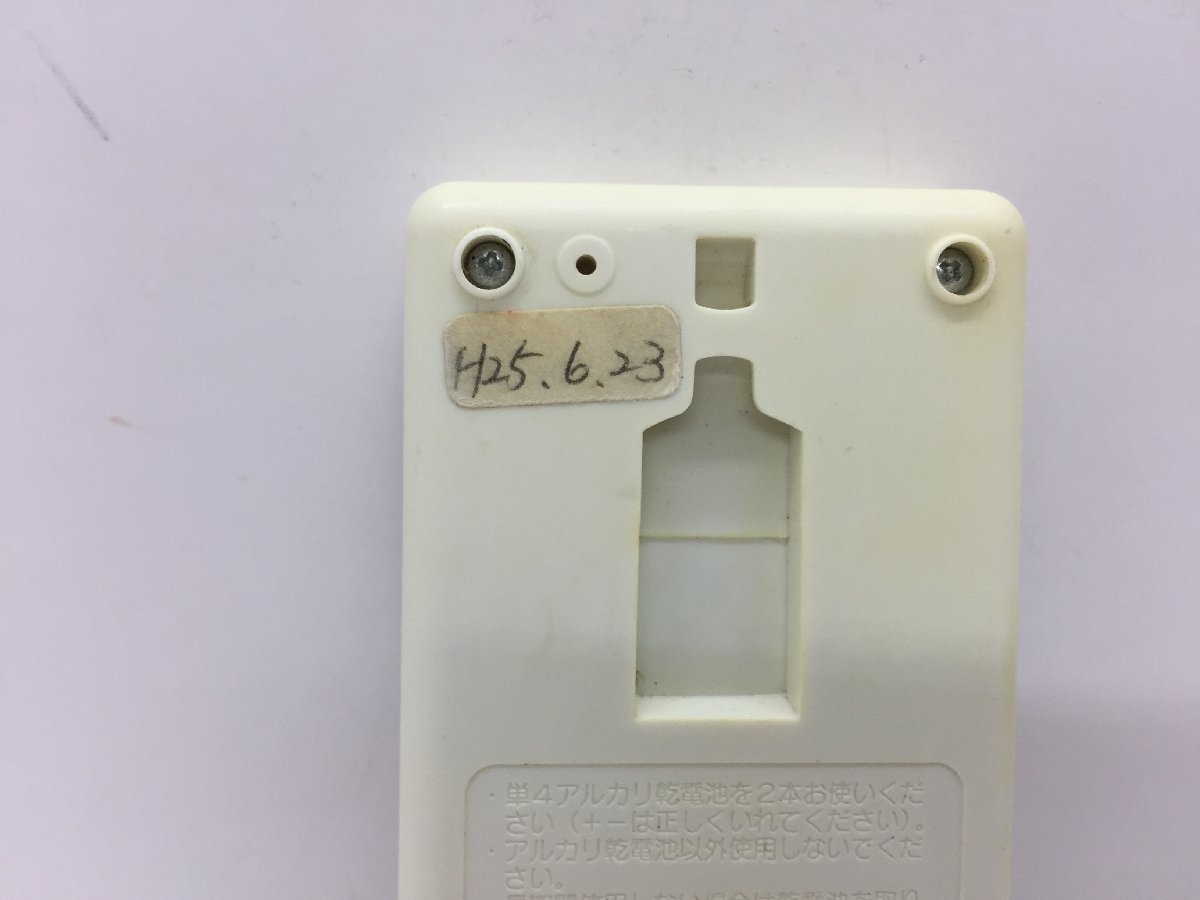 H25.6.23
・単4アルカリ乾電池を2本お使いくだ
さい(+－は正しくいれてください)。
・アルカリ乾電池以外使用しないでくだ
さい。